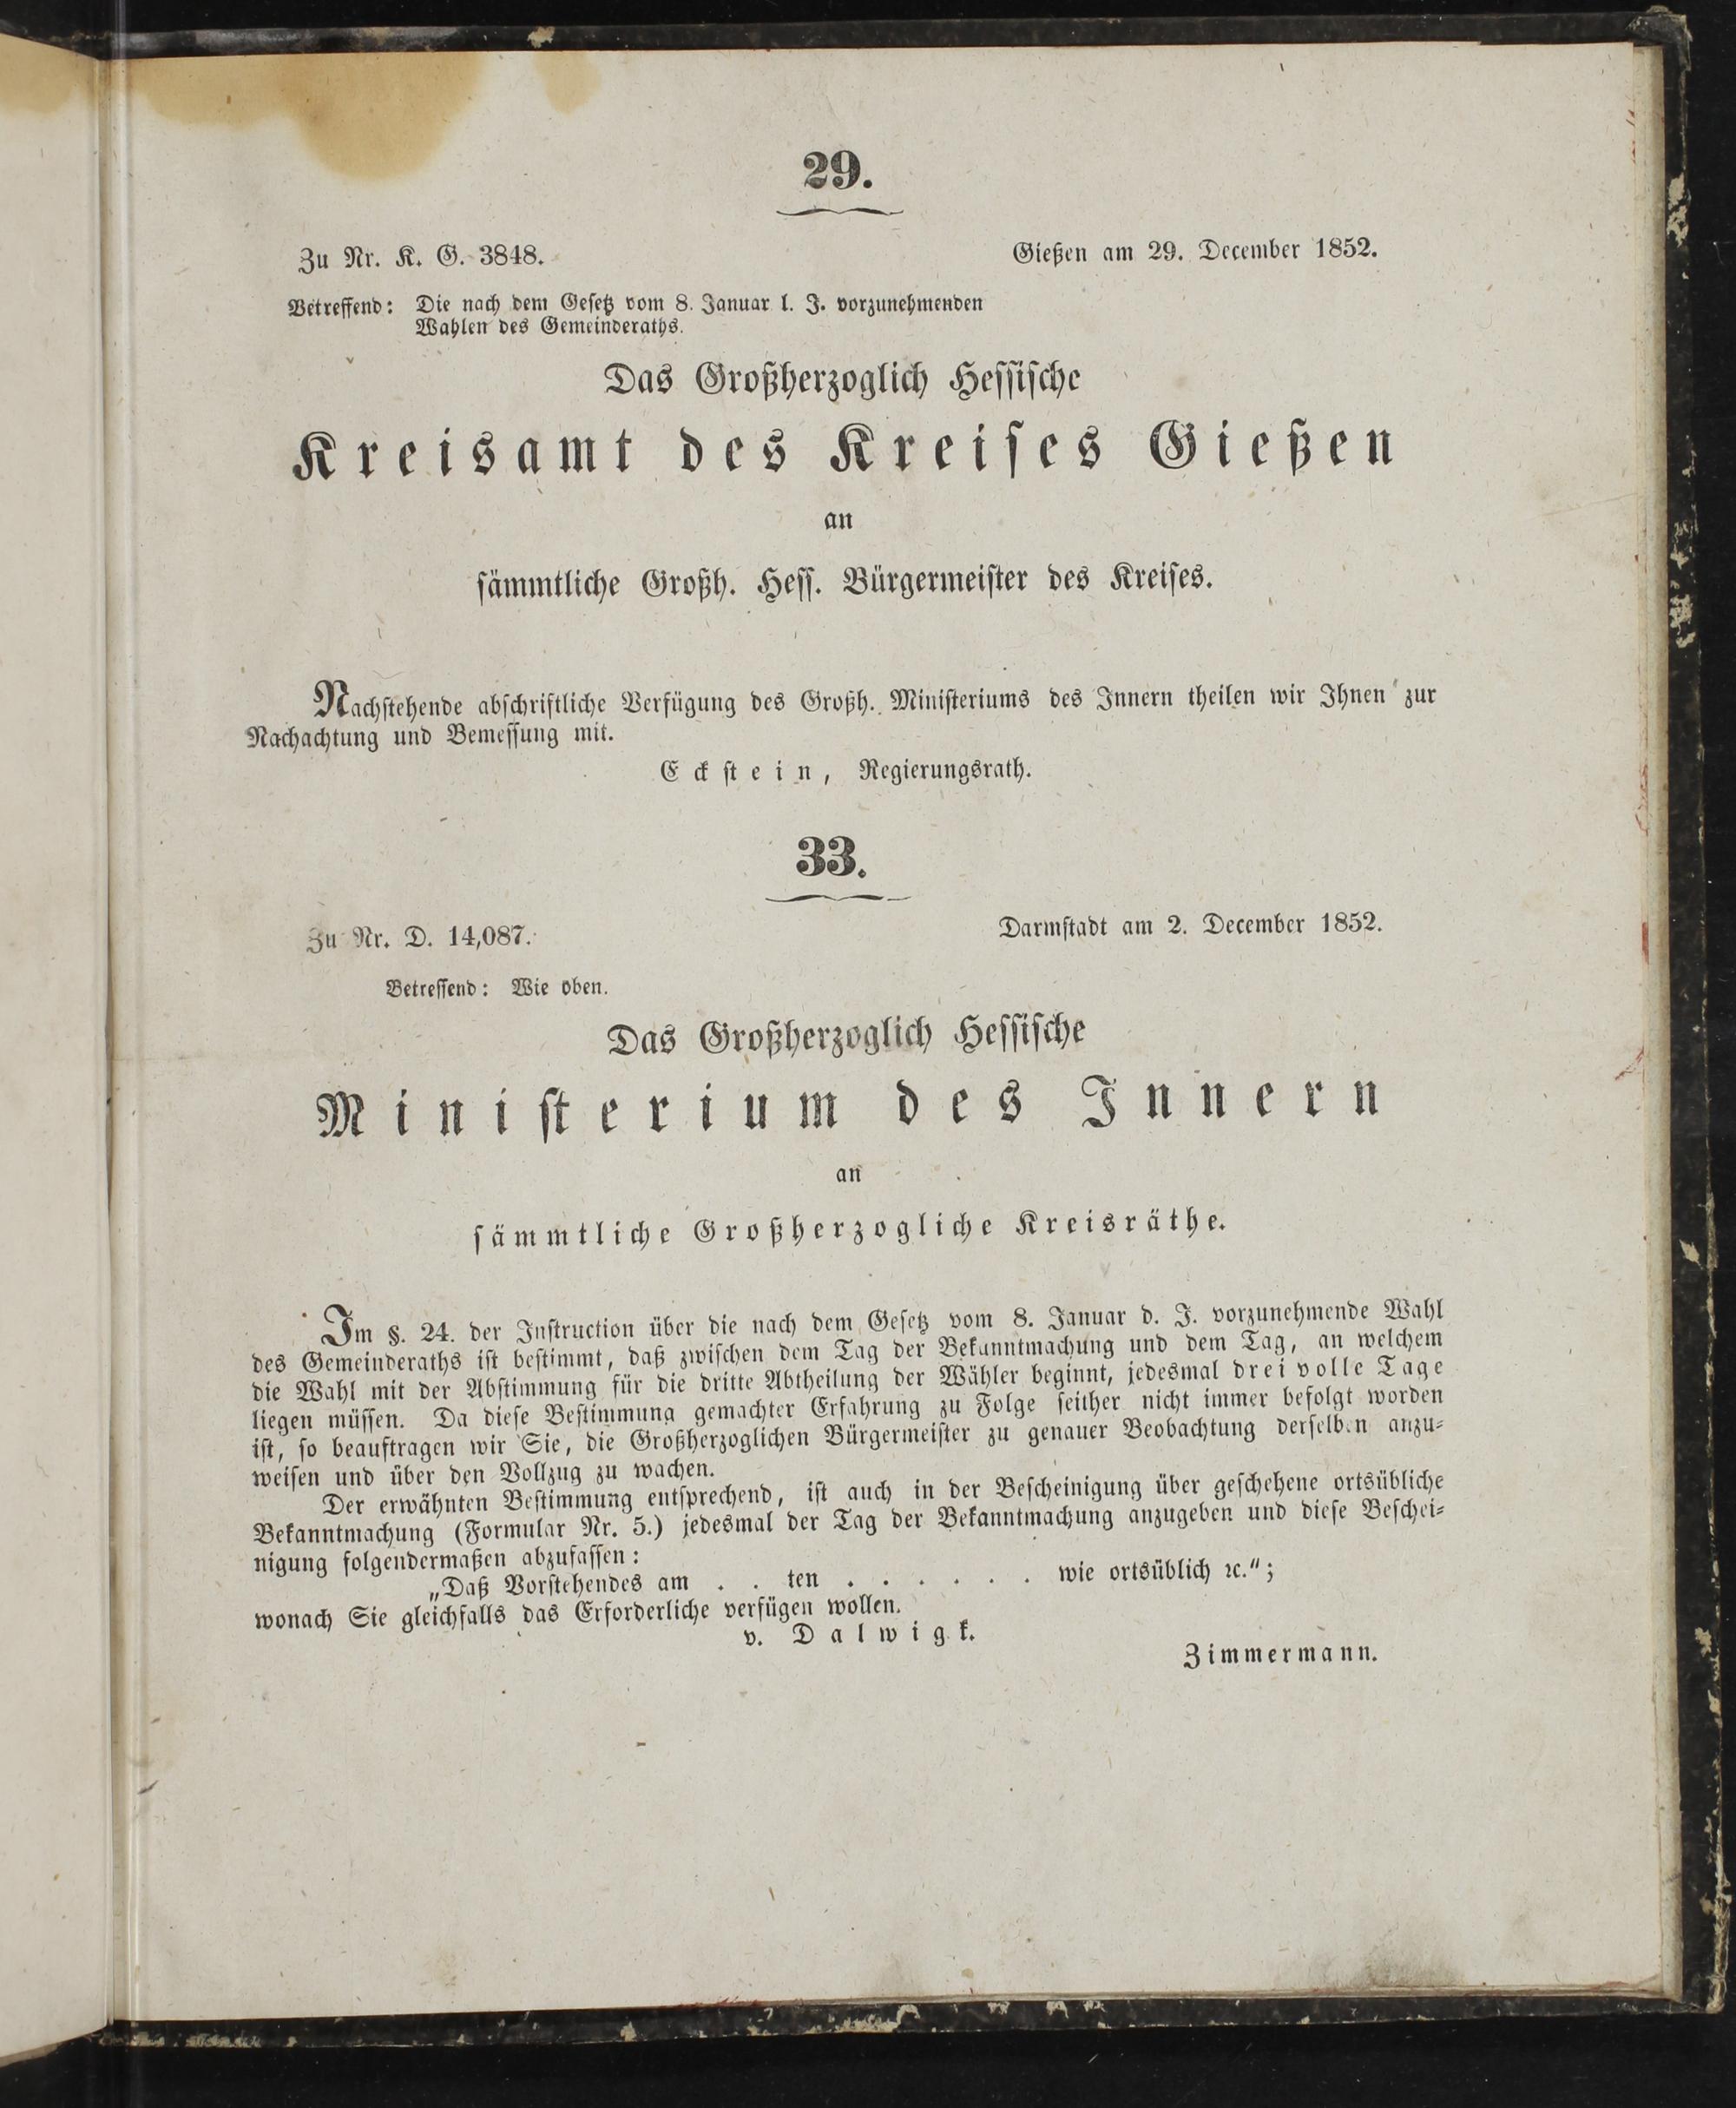 29.
Zu Nr. K. G. 3848.
Gießen am 29. December 1852.
Betreffend: Die nach dem Gesetz vom 8. Januar l. J. vorzunehmenden
Wahlen des Gemeinderaths.
Das Großherzoglich Hessische
Kreisamt des Kreises Gießen
an
sämmtliche Großh. Hess. Bürgermeister des Kreises.
Nachstehende abschriftliche Verfügung des Großh. Ministeriums des Innern theilen wir Ihnen zur
Nachachtung und Bemessung mit.
Eckstein, Regierungsrath.
33.
Zu Nr. D. 14,087.
Darmstadt am 2. December 1852.
Betreffend: Wie oben.
Das Großherzoglich Hessische
Ministerium des Innern
an
sämmtliche Großherzogliche Kreisräthe.
Im §. 24. der Instruction über die nach dem Gesetz vom 8. Januar d. J. vorzunehmende Wahl
des Gemeinderaths ist bestimmt, daß zwischen dem Tag der Bekanntmachung und dem Tag, an welchem
die Wahl mit der Abstimmung für die dritte Abtheilung der Wähler beginnt, jedesmal drei volle Tage
liegen müssen. Da diese Bestimmung gemachter Erfahrung zu Folge seither nicht immer befolgt worden
ist, so beauftragen wir Sie, die Großherzoglichen Bürgermeister zu genauer Beobachtung derselben anzu-
weisen und über den Vollzug zu wachen.
Der erwähnten Bestimmung entsprechend, ist auch in der Bescheinigung über geschehene ortsübliche
Bekanntmachung (Formular Nr. 5.) jedesmal der Tag der Bekanntmachung anzugeben und diese Beschei-
nigung folgendermaßen abzufassen:
„Daß Vorstehendes am . . ten . . . . . . wie ortsüblich ꝛc.“;
wonach Sie gleichfalls das Erforderliche verfügen wollen.
v. Dalwigk.
Zimmermann.